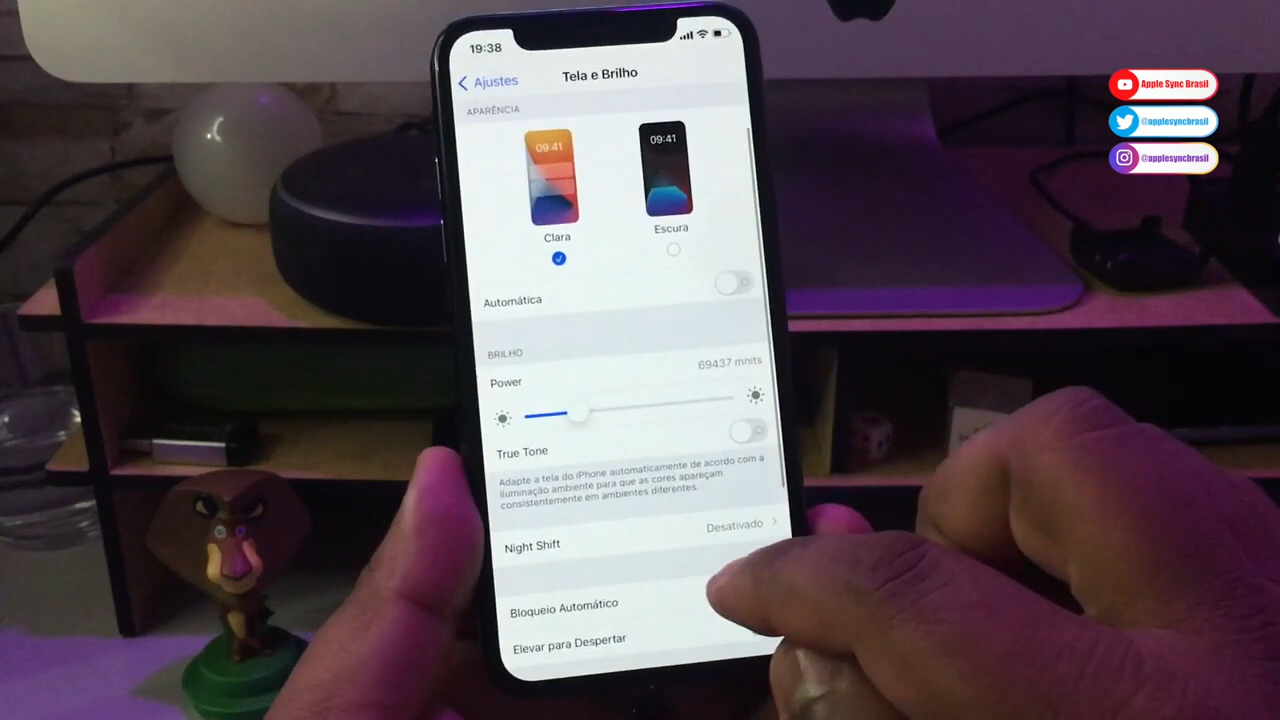 19:38
Ajustes
Tela e Brilho
APARÊNCIA
09:41
09:41
Clara
Escura
Automática
BRILHO
Power
69437 mnits
True Tone
Adapte a tela do iPhone automaticamente de acordo com a
iluminação ambiente para que as cores apareçam
consistentemente em ambientes diferentes.
Night Shift
Desativado
Bloqueio Automático
Elevar para Despertar
Apple Sync Brasil
@applesyncbrasil
@applesyncbrasil